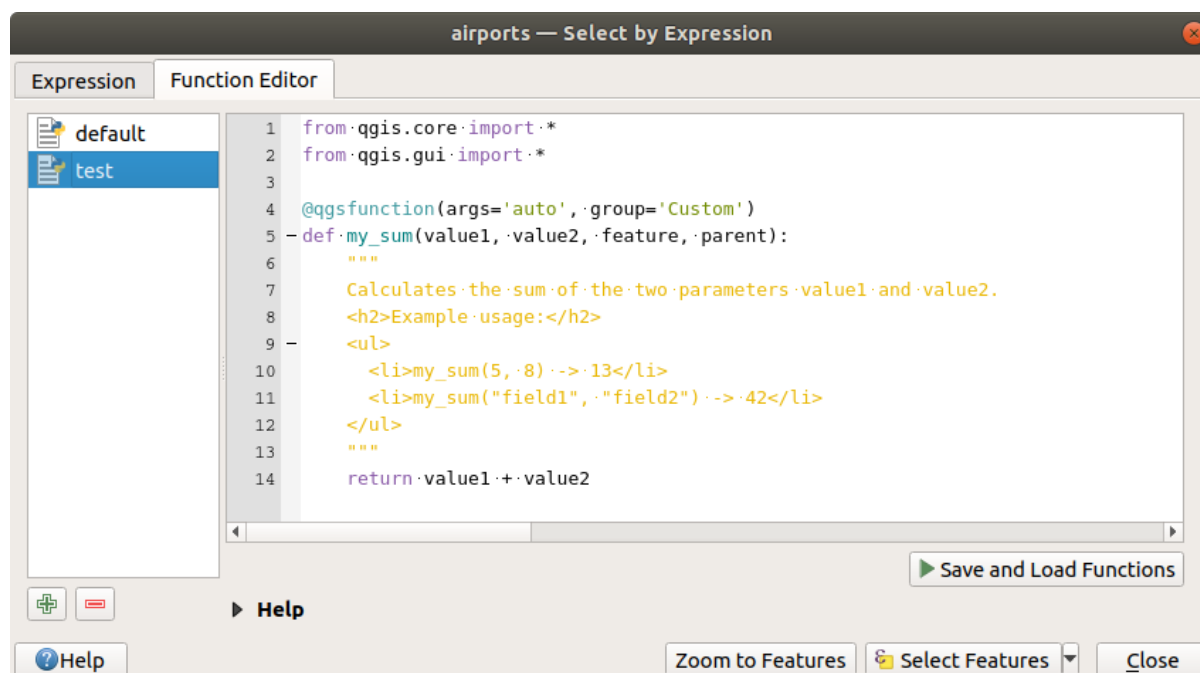 airports — Select by Expression
Expression Function Editor
default
test
1 from qgis.core import *
2 from qgis.gui import *
3
4 @qgsfunction(args='auto', group='Custom')
5 def my_sum(value1, value2, feature, parent):
6 """
7 Calculates the sum of the two parameters value1 and value2.
8 <h2>Example usage:</h2>
9 <ul>
10 <li>my_sum(5, 8) -> 13</li>
11 <li>my_sum("field1", "field2") -> 42</li>
12 </ul>
13 """
14 return value1 + value2
Save and Load Functions
Help
Help Zoom to Features Select Features Close